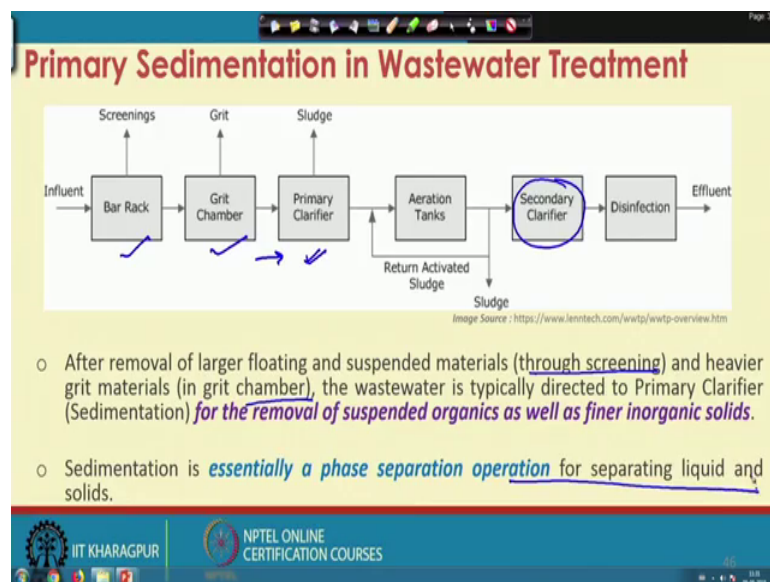 Page
Primary Sedimentation in Wastewater Treatment
Screenings
Grit
Sludge
Influent
Bar Rack
Grit
Chamber
Primary
Clarifier
Aeration
Tanks
Secondary
Clarifier
Disinfection
Effluent
Return Activated
Sludge
Sludge
Image Source : https://www.lenntech.com/wwtp/wwtp-overview.htm
o After removal of larger floating and suspended materials (through screening) and heavier
grit materials (in grit chamber), the wastewater is typically directed to Primary Clarifier
(Sedimentation) for the removal of suspended organics as well as finer inorganic solids.
o Sedimentation is essentially a phase separation operation for separating liquid and
solids.
IIT KHARAGPUR
NPTEL ONLINE
CERTIFICATION COURSES
46